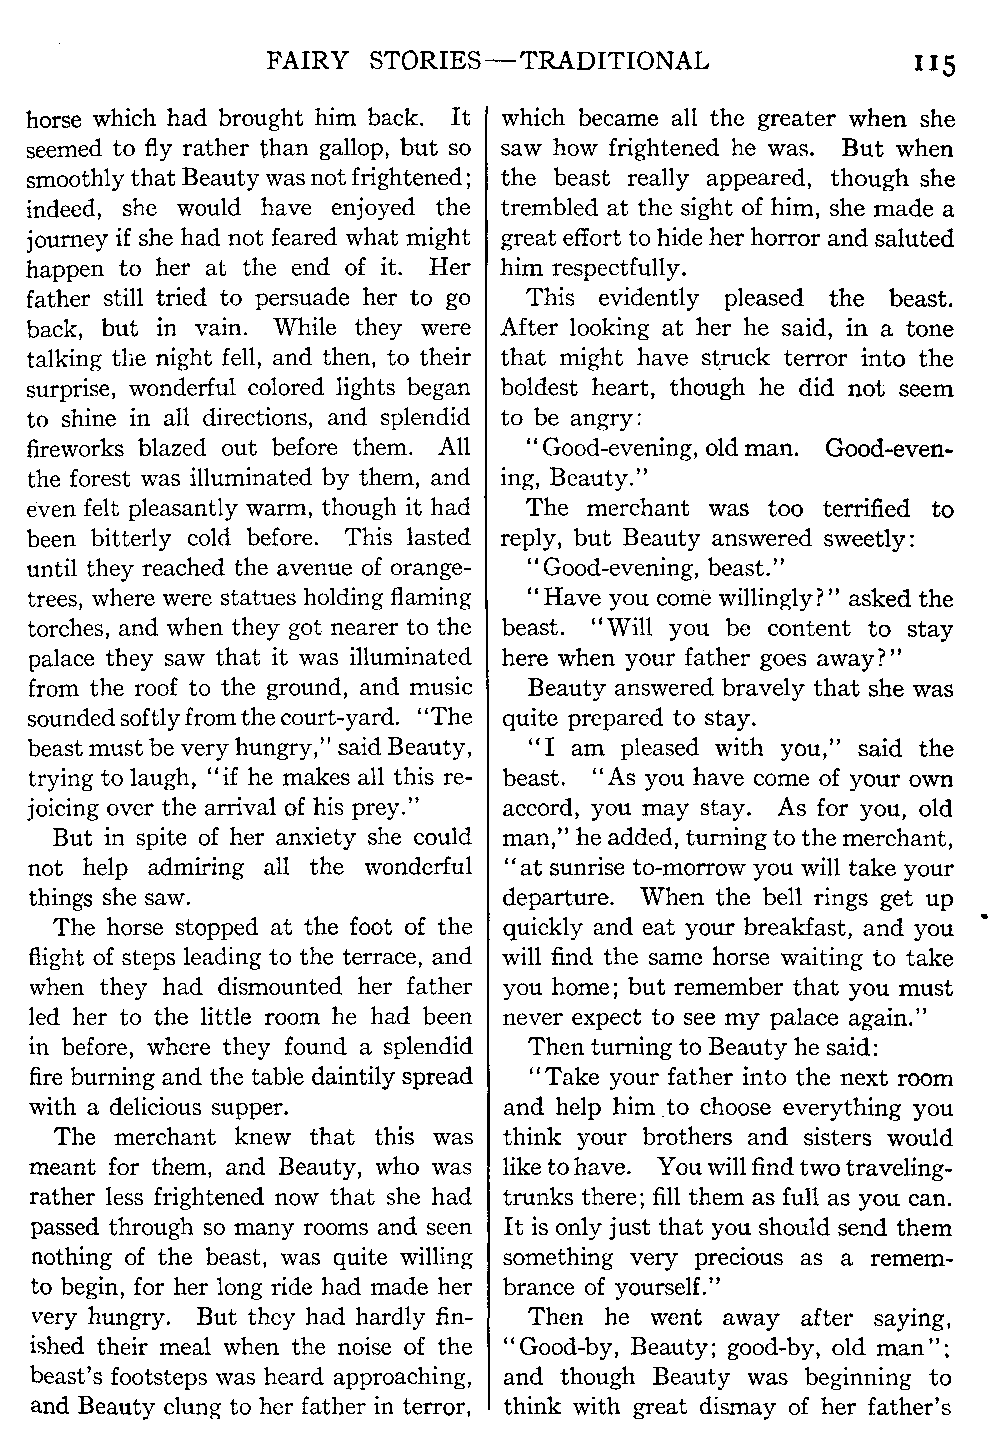 FAIRY STORIES—TRADITIONAL 115
horse which had brought him back. It
seemed to fly rather than gallop, but so
smoothly that Beauty was not frightened;
indeed, she would have enjoyed the
journey if she had not feared what might
happen to her at the end of it. Her
father still tried to persuade her to go
back, but in vain. While they were
talking the night fell, and then, to their
surprise, wonderful colored lights began
to shine in all directions, and splendid
fireworks blazed out before them. All
the forest was illuminated by them, and
even felt pleasantly warm, though it had
been bitterly cold before. This lasted
until they reached the avenue of orange-
trees, where were statues holding flaming
torches, and when they got nearer to the
palace they saw that it was illuminated
from the roof to the ground, and music
sounded softly from the court-yard. "The
beast must be very hungry," said Beauty,
trying to laugh, "if he makes all this re-
joicing over the arrival of his prey."
But in spite of her anxiety she could
not help admiring all the wonderful
things she saw.
The horse stopped at the foot of the
flight of steps leading to the terrace, and
when they had dismounted her father
led her to the little room he had been
in before, where they found a splendid
fire burning and the table daintily spread
with a delicious supper.
The merchant knew that this was
meant for them, and Beauty, who was
rather less frightened now that she had
passed through so many rooms and seen
nothing of the beast, was quite willing
to begin, for her long ride had made her
very hungry. But they had hardly fin-
ished their meal when the noise of the
beast's footsteps was heard approaching,
and Beauty clung to her father in terror,
which became all the greater when she
saw how frightened he was. But when
the beast really appeared, though she
trembled at the sight of him, she made a
great effort to hide her horror and saluted
him respectfully.
This evidently pleased the beast.
After looking at her he said, in a tone
that might have struck terror into the
boldest heart, though he did not seem
to be angry:
"Good-evening, old man. Good-even-
ing, Beauty."
The merchant was too terrified to
reply, but Beauty answered sweetly:
"Good-evening, beast."
"Have you come willingly?" asked the
beast. "Will you be content to stay
here when your father goes away?"
Beauty answered bravely that she was
quite prepared to stay.
"I am pleased with you," said the
beast. "As you have come of your own
accord, you may stay. As for you, old
man," he added, turning to the merchant,
"at sunrise to-morrow you will take your
departure. When the bell rings get up
quickly and eat your breakfast, and you
will find the same horse waiting to take
you home; but remember that you must
never expect to see my palace again."
Then turning to Beauty he said:
"Take your father into the next room
and help him to choose everything you
think your brothers and sisters would
like to have. You will find two traveling-
trunks there; fill them as full as you can.
It is only just that you should send them
something very precious as a remem-
brance of yourself."
Then he went away after saying,
"Good-by, Beauty; good-by, old man";
and though Beauty was beginning to
think with great dismay of her father's